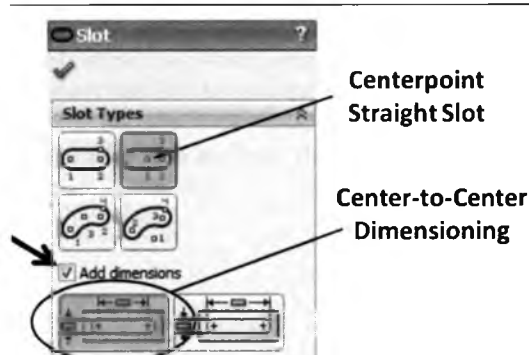 Slot ?
Centerpoint
Straight Slot
Slot Types
Center-to-Center
Dimensioning
Add dimensions